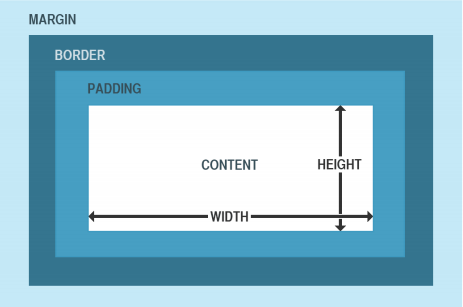 MARGIN
BORDER
PADDING
CONTENT
HEIGHT
WIDTH